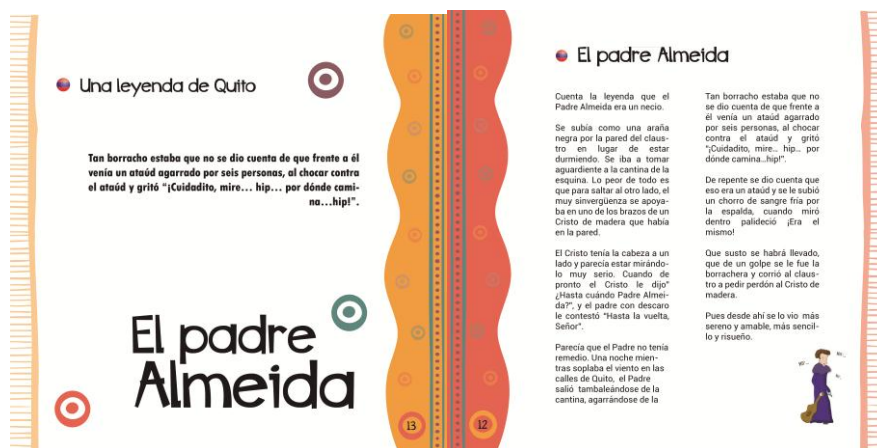 Una leyenda de Quito
Tan borracho estaba que no se dio cuenta de que frente a él
venía un ataúd agarrado por seis personas, al chocar contra
el ataúd y gritó “¡Cuidadito, mire... hip... por dónde cami-
na...hip!”.
El padre
Almeida
13
12
El padre Almeida
Cuenta la leyenda que el
Padre Almeida era un necio.
Se subía como una araña
negra por la pared del claus-
tro en lugar de estar
durmiendo. Se iba a tomar
aguardiente a la cantina de la
esquina. Lo peor de todo es
que para saltar al otro lado, el
muy sinvergüenza se apoya-
ba en uno de los brazos de un
Cristo de madera que había
en la pared.
El Cristo tenía la cabeza a un
lado y parecía estar mirándo-
lo muy serio. Cuando de
pronto el Cristo le dijo”
¿Hasta cuándo Padre Almei-
da?”, y el padre con descaro
le contestó “Hasta la vuelta,
Señor”.
Parecía que el Padre no tenía
remedio. Una noche mien-
tras soplaba el viento en las
calles de Quito, el Padre
salió tambaleándose de la
cantina, agarrándose de la
Tan borracho estaba que no
se dio cuenta de que frente a
él venía un ataúd agarrado
por seis personas, al chocar
contra el ataúd y gritó
“¡Cuidadito, mire... hip... por
dónde camina...hip!”.
De repente se dio cuenta que
eso era un ataúd y se le subió
un chorro de sangre fría por
la espalda, cuando miró
dentro palideció ¡Era el
mismo!
Que susto se habrá llevado,
que de un golpe se le fue la
borrachera y corrió al claus-
tro a pedir perdón al Cristo de
madera.
Pues desde ahí se lo vio más
sereno y amable, más sencil-
lo y risueño.